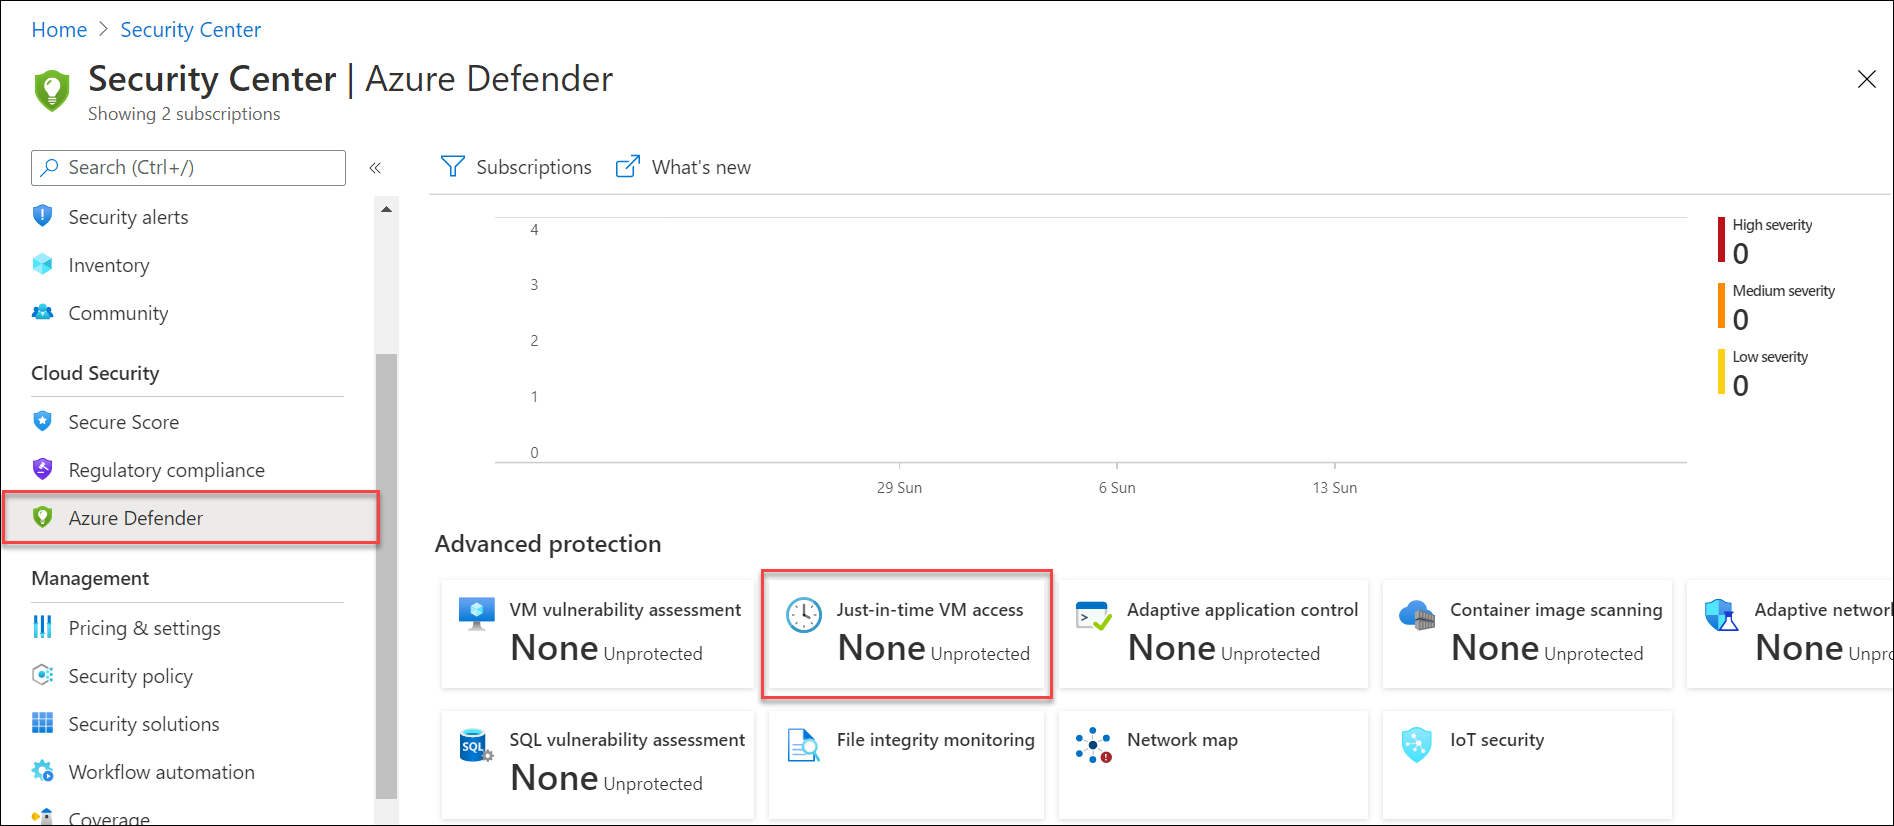 Home > Security Center
Security Center | Azure Defender
Showing 2 subscriptions
Search (Ctrl+/)
«
Security alerts
Inventory
Community
Cloud Security
Secure Score
Regulatory compliance
Azure Defender
Management
Pricing & settings
Security policy
Security solutions
Workflow automation
Coverage
Subscriptions
What's new
4
3
2
1
0
29 Sun
6 Sun
13 Sun
High severity
0
Medium severity
0
Low severity
0
Advanced protection
VM vulnerability assessment
None Unprotected
Just-in-time VM access
None Unprotected
Adaptive application control
None Unprotected
Container image scanning
None Unprotected
Adaptive network
None Unpro
SQL
SQL vulnerability assessment
None Unprotected
File integrity monitoring
Network map
IoT security